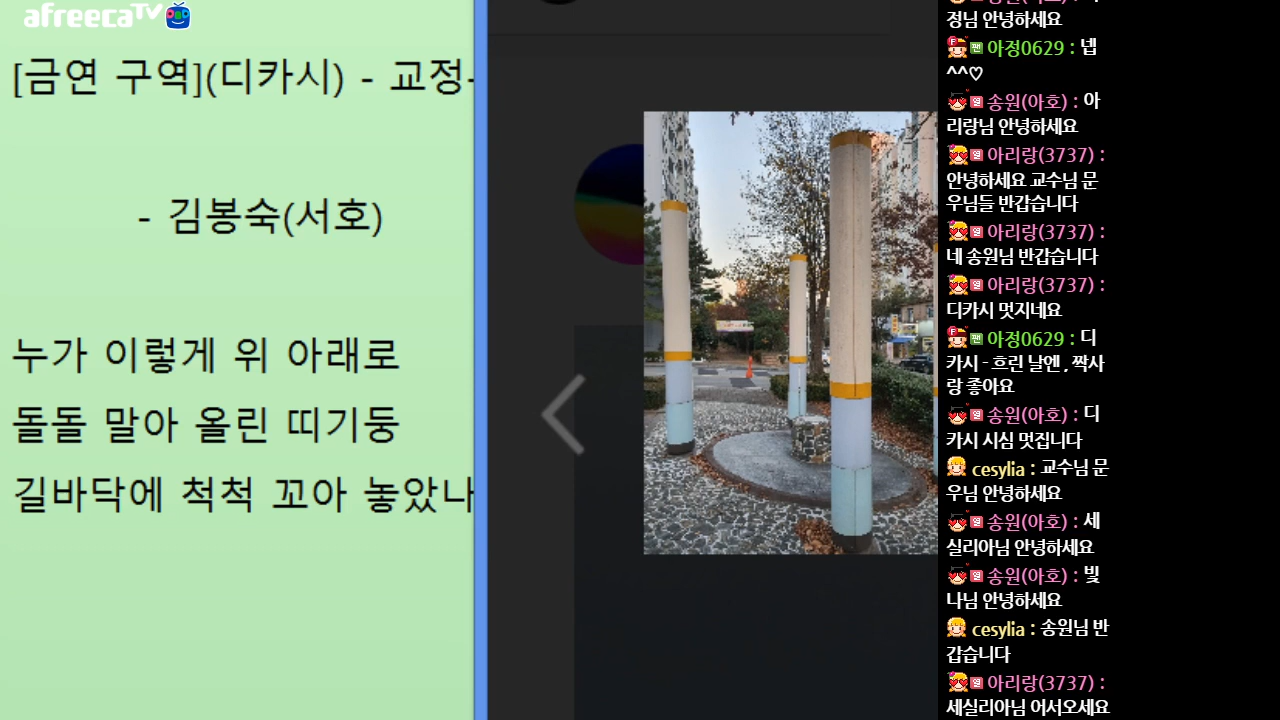 afreecaTV
[금연 구역](디카시) - 교정
- 김봉숙(서호)
누가 이렇게 위 아래로
돌돌 말아 올린 띠기둥
길바닥에 척척 꼬아 놓았나
정님 안녕하세요
아정0629 : 넵
^^♡
송원(아호) : 아
리랑님 안녕하세요
아리랑(3737) :
안녕하세요 교수님 문
우님들 반갑습니다
아리랑(3737) :
네 송원님 반갑습니다
아리랑(3737) :
디카시 멋지네요
아정0629 : 디
카시 - 흐린 날엔 , 짝사
랑 좋아요
송원(아호) : 디
카시 시심 멋집니다
cesylia : 교수님 문
우님 안녕하세요
송원(아호) : 세
실리아님 안녕하세요
송원(아호) : 빛
나님 안녕하세요
cesylia : 송원님 반
갑습니다
아리랑(3737) :
세실리아님 어서오세요